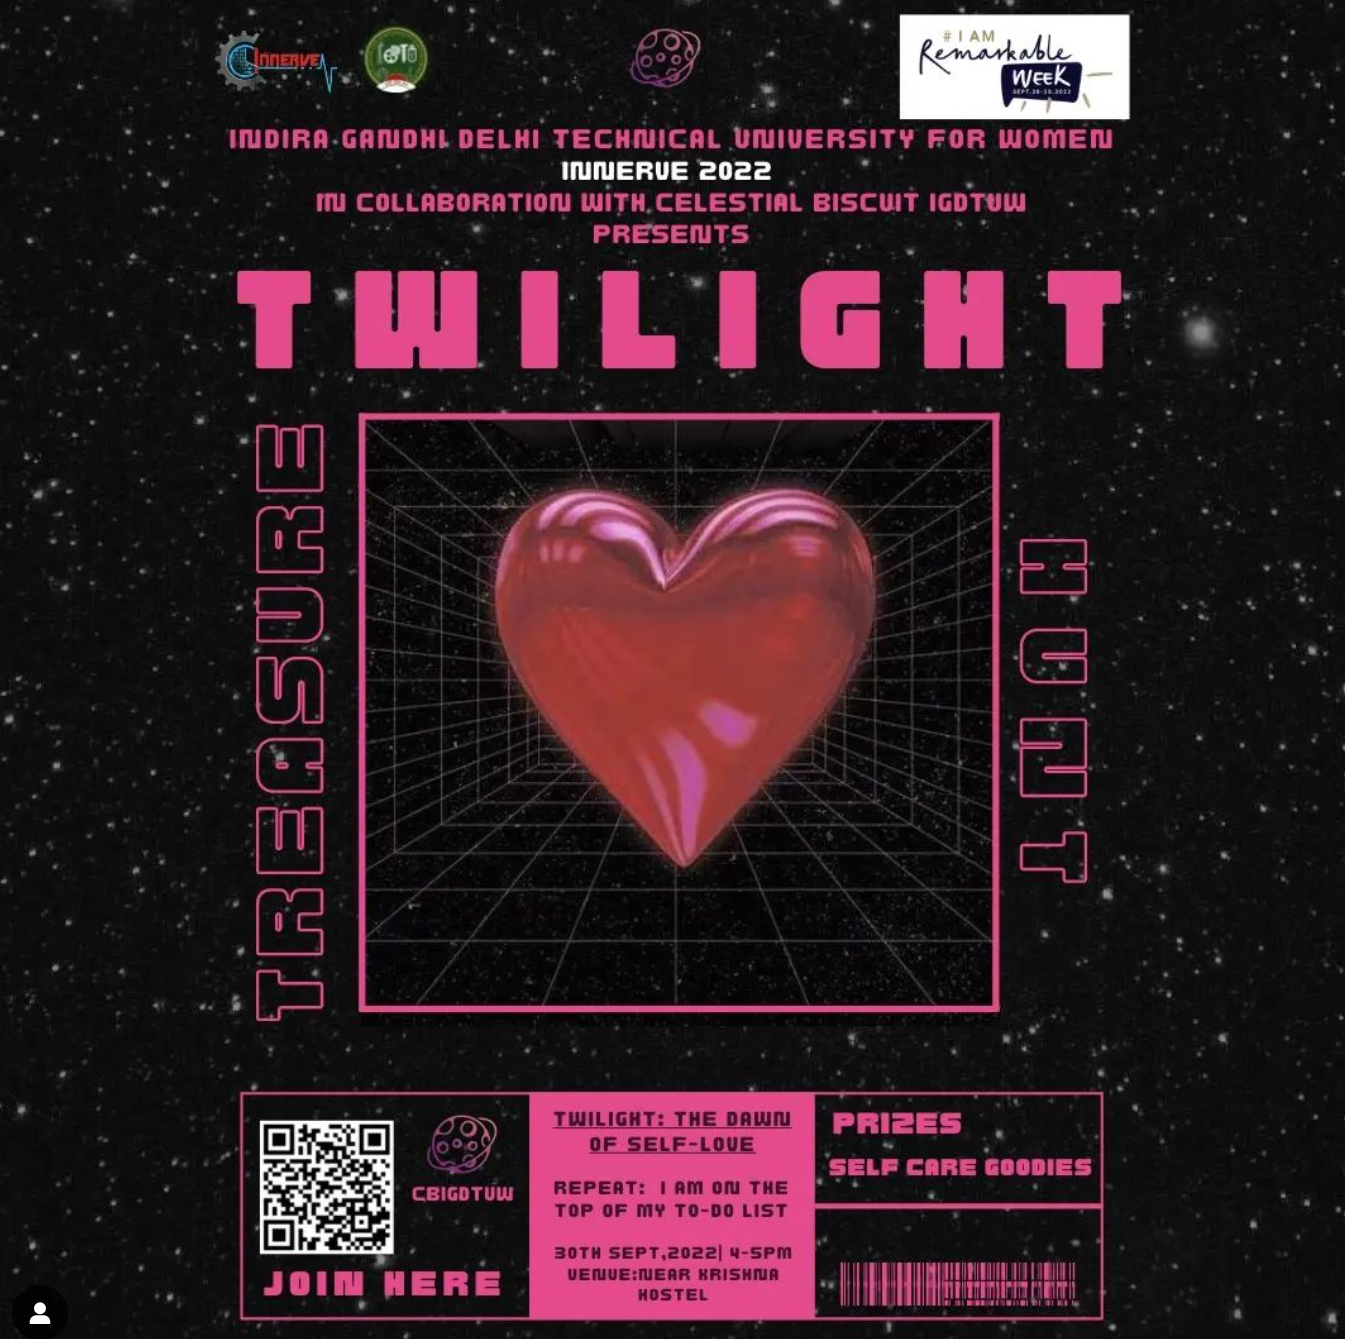 INNERVE
IOT
# I AM
Remarkable
WEEK
INDIRA GANDHI DELHI TECHNICAL UNIVERSITY FOR WOMEN
INNERVE 2022
IN COLLABORATION WITH CELESTIAL BISCUIT IGDTUW
PRESENTS
TWILIGHT
TREASURE
HUNT
CBIGDTUW
JOIN HERE
TWILIGHT: THE DAWN
OF SELF-LOVE
REPEAT: I AM ON THE
TOP OF MY TO-DO LIST
30TH SEPT,2022| 4-5PM
VENUE:NEAR KRISHNA
HOSTEL
PRIZES
SELF CARE GOODIES